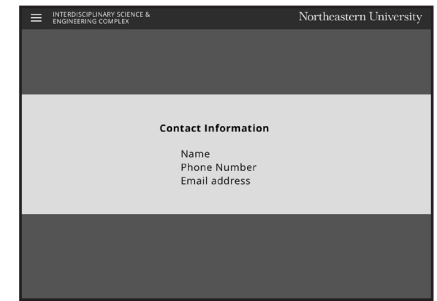 INTERDISCIPLINARY SCIENCE &
ENGINEERING COMPLEX
Northeastern University
Contact Information
Name
Phone Number
Email address